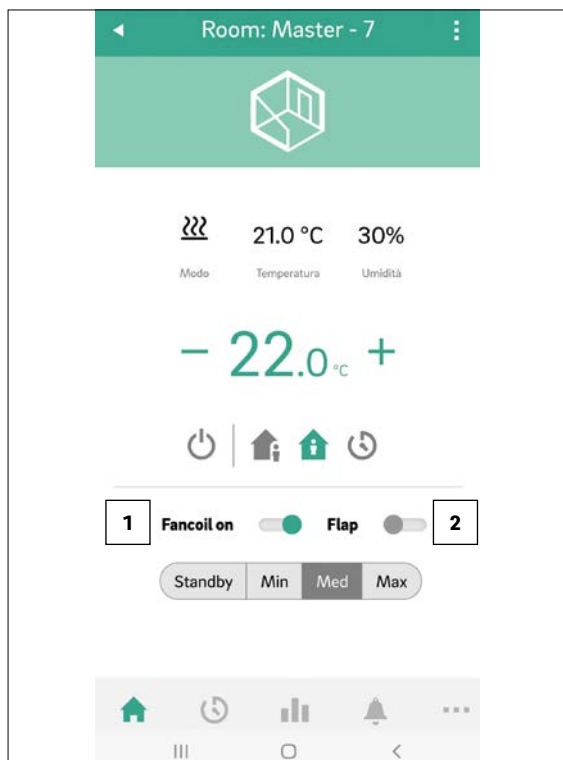 Room: Master - 7
21.0 °C 30%
Modo Temperatura Umidità
− 22.0 °C +
1 Fancoil on Flap 2
Standby Min Med Max